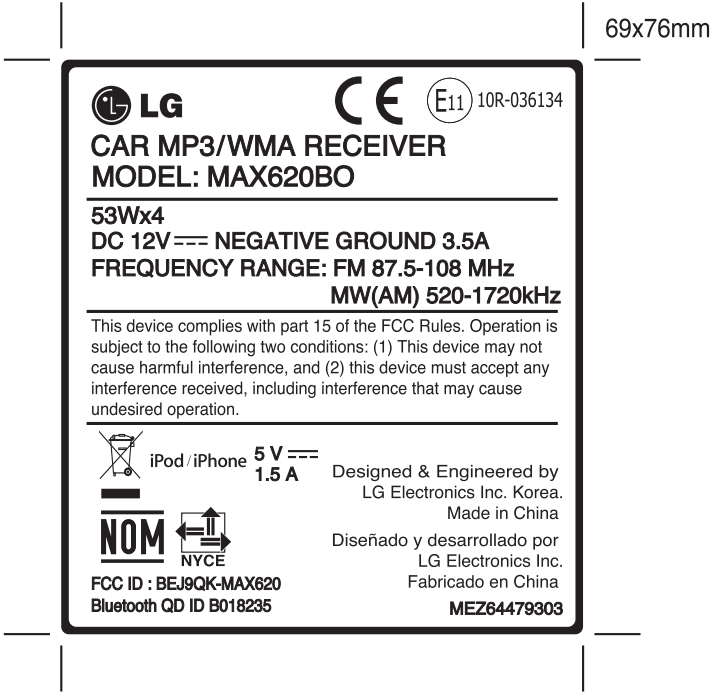 69x76mm
LG CE E11 10R-036134
CAR MP3/WMA RECEIVER
MODEL: MAX620BO
53Wx4
DC 12V⎓ NEGATIVE GROUND 3.5A
FREQUENCY RANGE: FM 87.5-108 MHz
MW(AM) 520-1720kHz
This device complies with part 15 of the FCC Rules. Operation is
subject to the following two conditions: (1) This device may not
cause harmful interference, and (2) this device must accept any
interference received, including interference that may cause
undesired operation.
iPod/iPhone 5 V⎓
1.5 A
Designed & Engineered by
LG Electronics Inc. Korea.
Made in China
NOM NYCE
Diseñado y desarrollado por
LG Electronics Inc.
Fabricado en China
FCC ID : BEJ9QK-MAX620
Bluetooth QD ID B018235
MEZ64479303